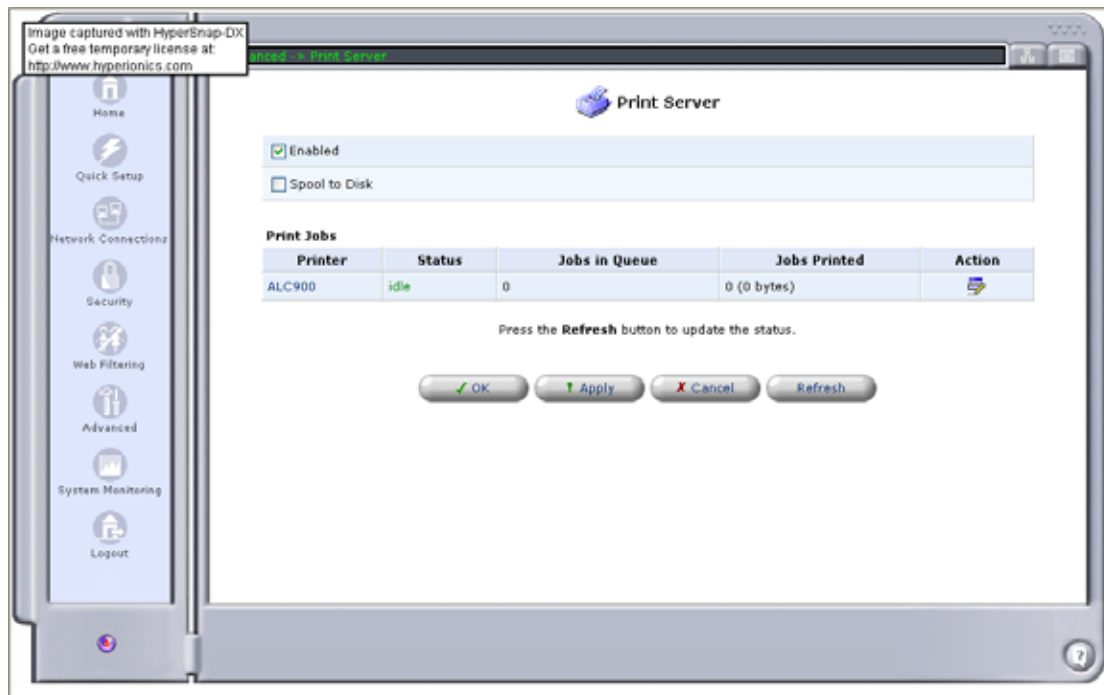 Image captured with HyperSnap-DX
Get a free temporary license at:
http://www.hyperionics.com
anced -> Print Server
Home
Quick Setup
Network Connections
Security
Web Filtering
Advanced
System Monitoring
Logout
Print Server
Enabled
Spool to Disk
Print Jobs
Printer Status Jobs in Queue Jobs Printed Action
ALC900 idle 0 0 (0 bytes)
Press the Refresh button to update the status.
OK Apply Cancel Refresh
?